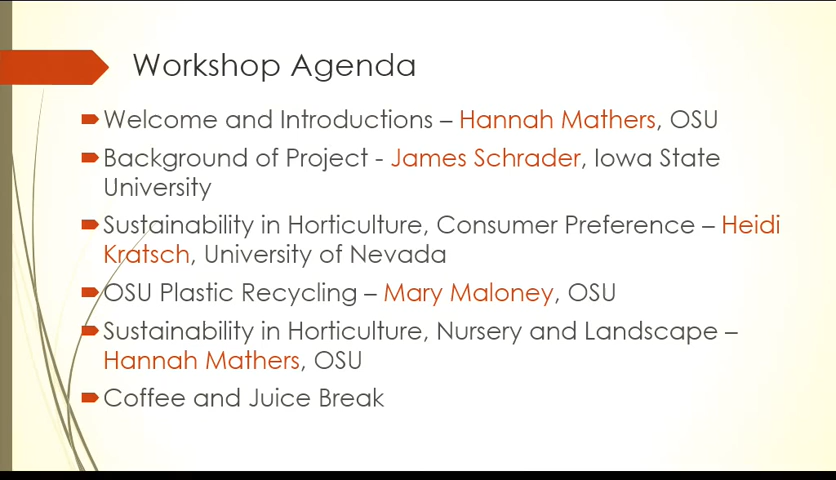 Workshop Agenda
Welcome and Introductions – Hannah Mathers, OSU
Background of Project - James Schrader, Iowa State
University
Sustainability in Horticulture, Consumer Preference – Heidi
Kratsch, University of Nevada
OSU Plastic Recycling – Mary Maloney, OSU
Sustainability in Horticulture, Nursery and Landscape –
Hannah Mathers, OSU
Coffee and Juice Break